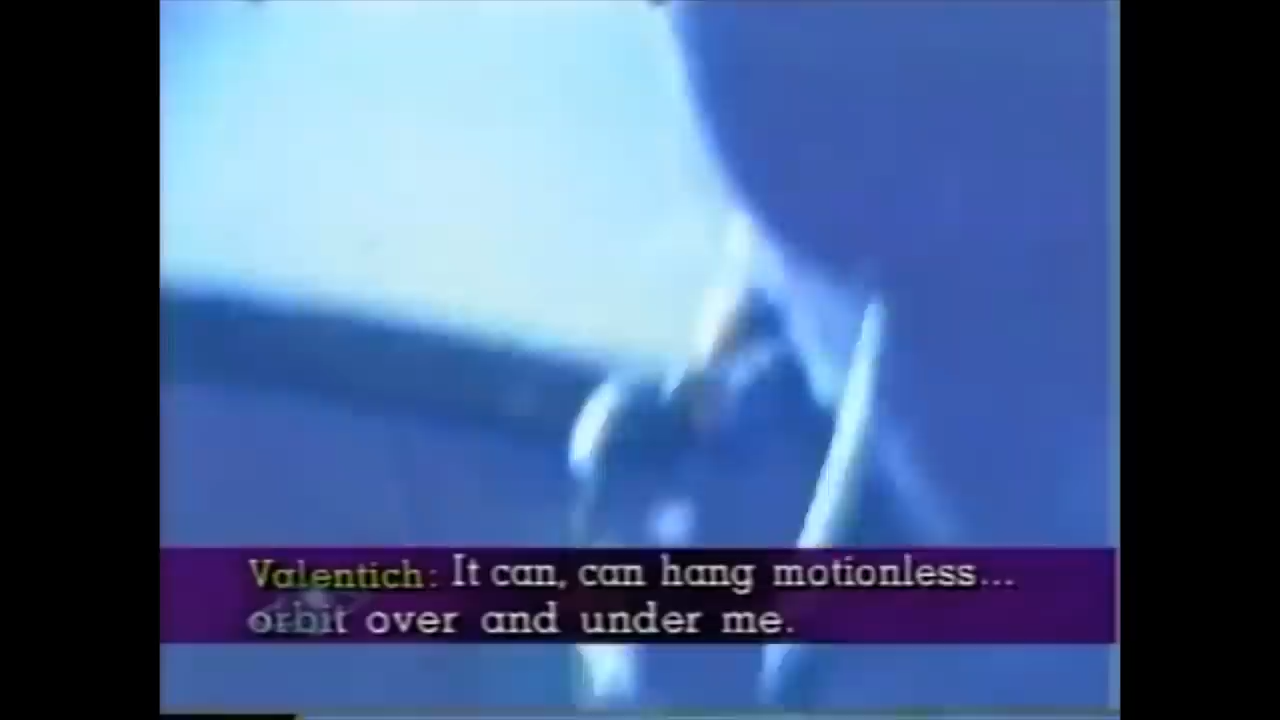 Valentich: It can, can hang motionless...
orbit over and under me.